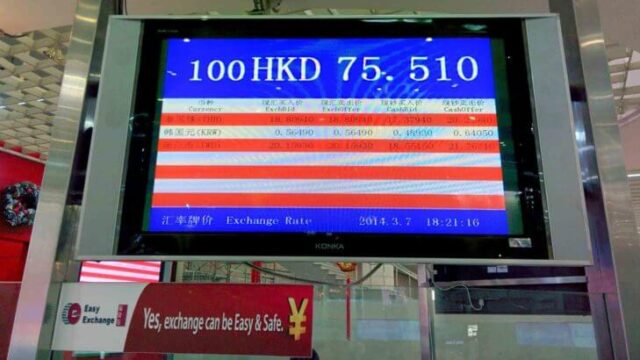 100 HKD 75.510
币种 现汇买入价 现汇卖出价 现钞买入价 现钞卖出价
Currency ExchBid ExchOffer CashBid CashOffer
韩国元(KRW) 0.56490 0.56490 0.48930 0.64050
汇率牌价 Exchange Rate 2014.3.7 18:21:16
KONKA
Easy Exchange
Yes, exchange can be Easy & Safe. ¥